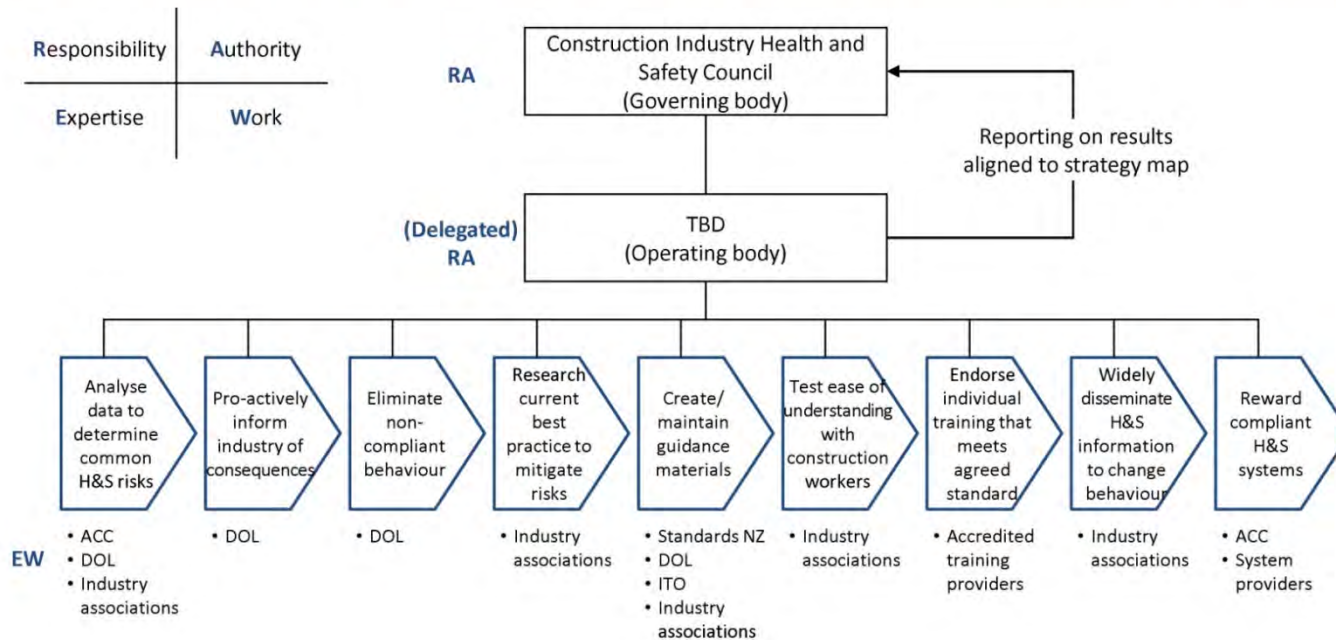 Responsibility
Authority
Expertise
Work
RA
Construction Industry Health and
Safety Council
(Governing body)
Reporting on results
aligned to strategy map
(Delegated)
RA
TBD
(Operating body)
Analyse
data to
determine
common
H&S risks
Pro-actively
inform
industry of
consequences
Eliminate
non-
compliant
behaviour
Research
current
best
practice to
mitigate
risks
Create/
maintain
guidance
materials
Test ease of
understanding
with
construction
workers
Endorse
individual
training that
meets
agreed
standard
Widely
disseminate
H&S
information
to change
behaviour
Reward
compliant
H&S
systems
EW
• ACC
• DOL
• Industry
associations
• DOL
• DOL
• Industry
associations
• Standards NZ
• DOL
• ITO
• Industry
associations
• Industry
associations
• Accredited
training
providers
• Industry
associations
• ACC
• System
providers